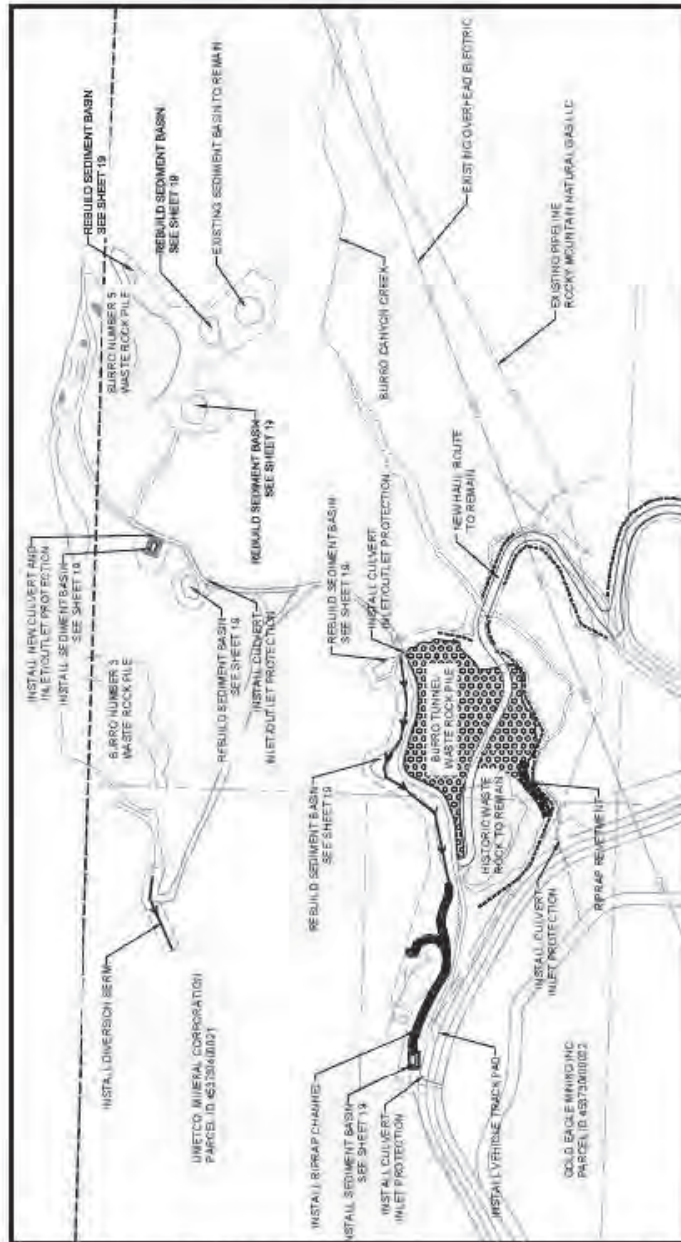 INSTALL NEW CULVERT AND
INLET/OUTLET PROTECTION
INSTALL SEDIMENT BASIN
SEE SHEET 19
BURRO NUMBER 5
WASTE ROCK PILE
REBUILD SEDIMENT BASIN
SEE SHEET 19
REBUILD SEDIMENT BASIN
SEE SHEET 19
EXISTING SEDIMENT BASIN TO REMAIN
REBUILD SEDIMENT BASIN
SEE SHEET 19
INSTALL DIVERSION BERM
BURRO NUMBER 3
WASTE ROCK PILE
REBUILD SEDIMENT BASIN
SEE SHEET 19
INSTALL CULVERT
INLET/OUTLET PROTECTION
UMETCO MINERAL CORPORATION
PARCEL ID
REBUILD SEDIMENT BASIN
SEE SHEET 19
REBUILD SEDIMENT BASIN
SEE SHEET 19
INSTALL CULVERT
INLET/OUTLET PROTECTION
BURRO CANYON CREEK
EXISTING OVERHEAD ELECTRIC
EXISTING PIPELINE
ROCKY MOUNTAIN NATURAL GAS LLC
NEW HAUL ROUTE
TO REMAIN
BURRO TUNNEL
WASTE ROCK PILE
HISTORIC WASTE
ROCK TO REMAIN
INSTALL RIPRAP CHANNEL
INSTALL SEDIMENT BASIN
SEE SHEET 19
INSTALL CULVERT
INLET PROTECTION
INSTALL VEHICLE TRACK PAD
INSTALL CULVERT
INLET PROTECTION
RIPRAP REVETMENT
GOLD EAGLE MINING INC
PARCEL ID